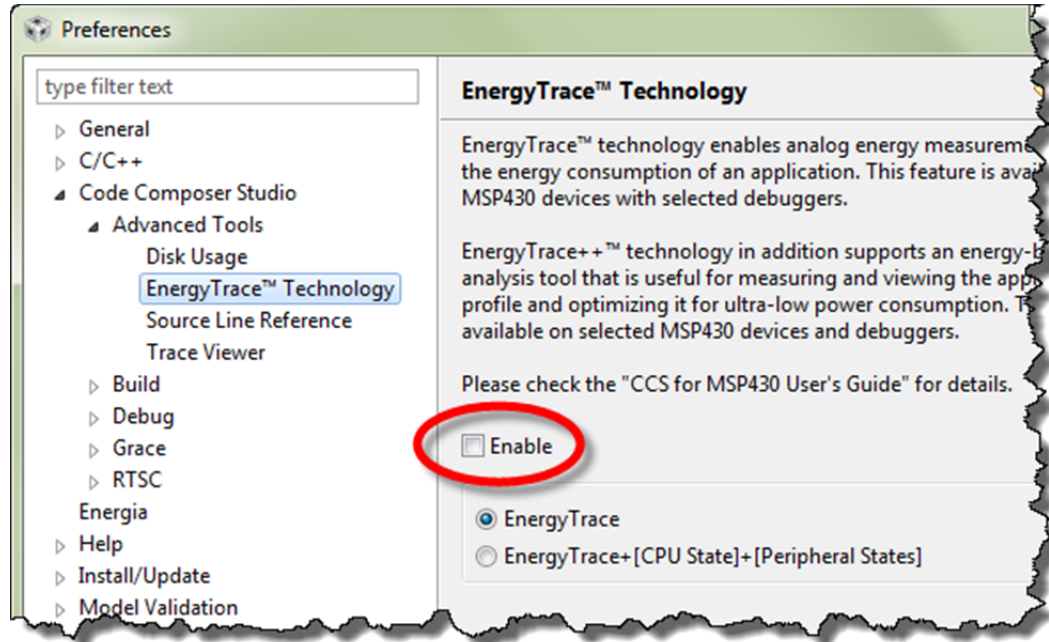 Preferences
type filter text
General
C/C++
Code Composer Studio
Advanced Tools
Disk Usage
EnergyTrace™ Technology
Source Line Reference
Trace Viewer
Build
Debug
Grace
RTSC
Energia
Help
Install/Update
Model Validation
EnergyTrace™ Technology
EnergyTrace™ technology enables analog energy
the energy consumption of an application. This feature is
MSP430 devices with selected debuggers.
EnergyTrace++™ technology in addition supports an
analysis tool that is useful for measuring and viewing the
profile and optimizing it for ultra-low power consumption.
available on selected MSP430 devices and debuggers.
Please check the "CCS for MSP430 User's Guide" for details.
Enable
EnergyTrace
EnergyTrace+[CPU State]+[Peripheral States]